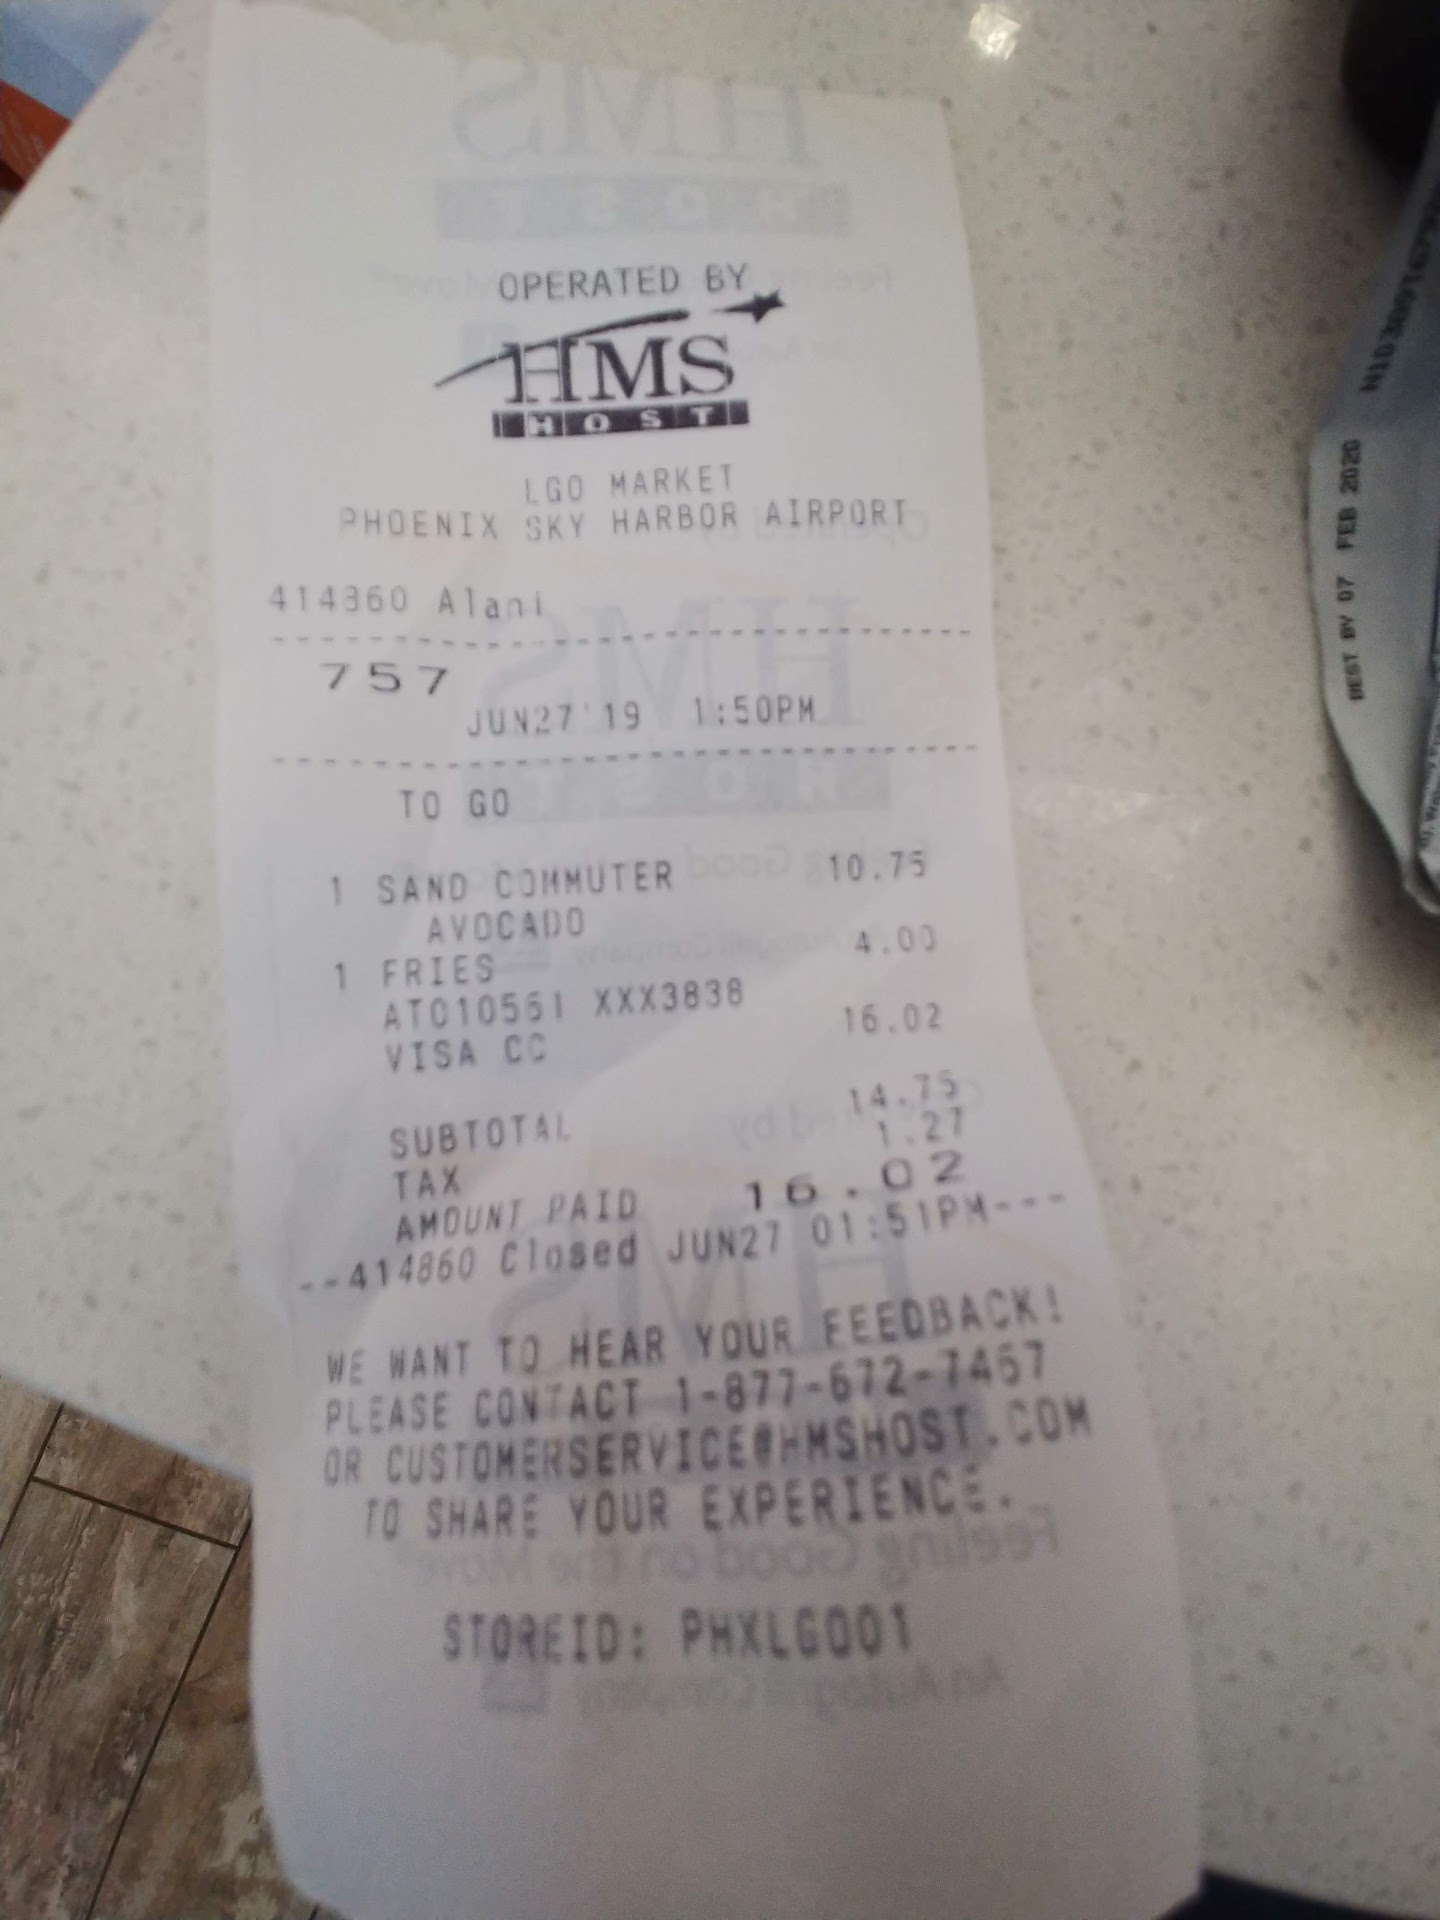 OPERATED BY
HMS
HOST
LGO MARKET
PHOENIX SKY HARBOR AIRPORT
414860 Alani
757
JUN27'19 1:50PM
TO GO
1 SAND COMMUTER 10.75
AVOCADO
1 FRIES 4.00
AT010561 XXX3838
VISA CC 16.02
SUBTOTAL 14.75
TAX 1.27
AMOUNT PAID 16.02
--414860 Closed JUN27 01:51PM---
WE WANT TO HEAR YOUR FEEDBACK!
PLEASE CONTACT 1-877-672-7467
OR CUSTOMERSERVICE@HMSHOST.COM
TO SHARE YOUR EXPERIENCE.
STOREID: PHXLGO01
BEST BY 07 FEB 2020